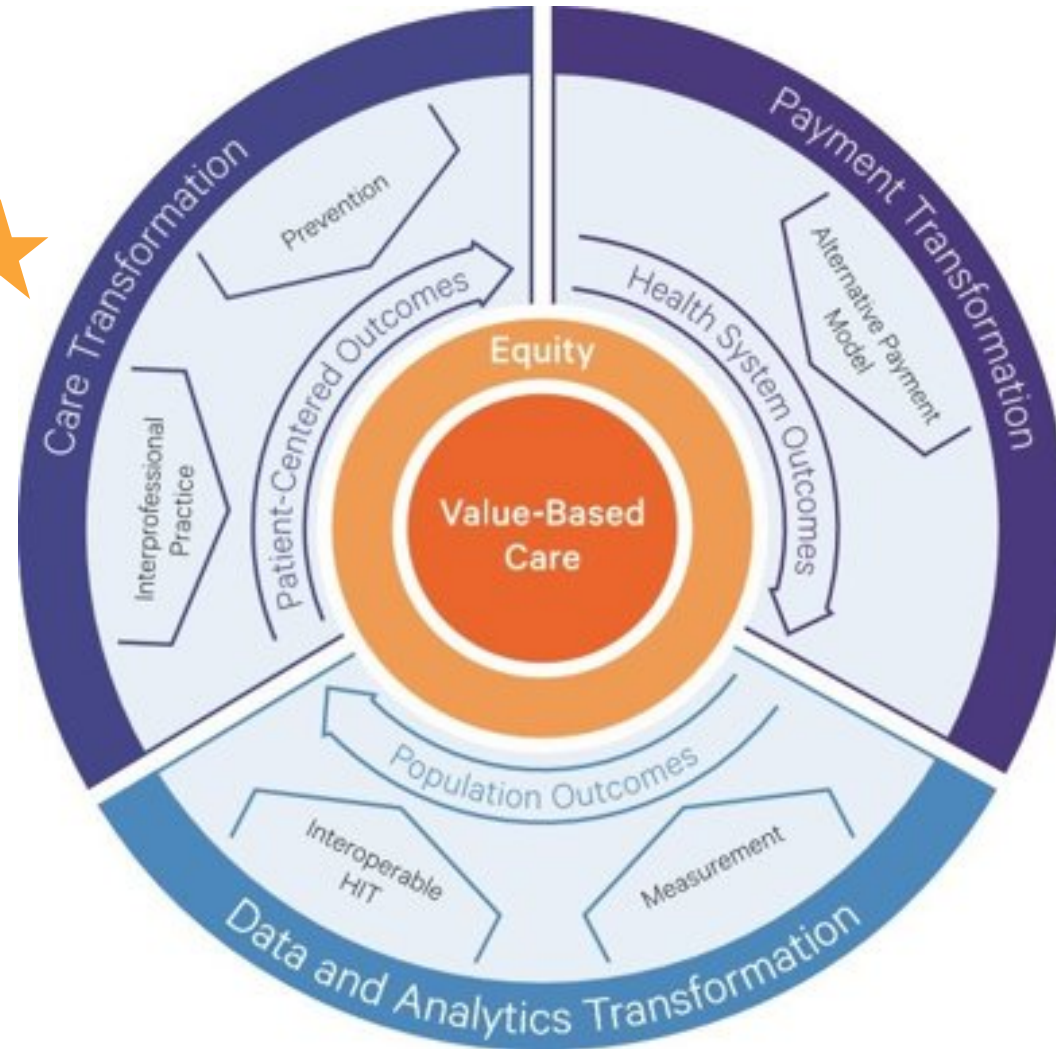 Care Transformation
Prevention
Interprofessional
Practice
Patient-Centered Outcomes
Payment Transformation
Alternative Payment
Model
Health System Outcomes
Equity
Value-Based
Care
Population Outcomes
Interoperable
HIT
Measurement
Data and Analytics Transformation